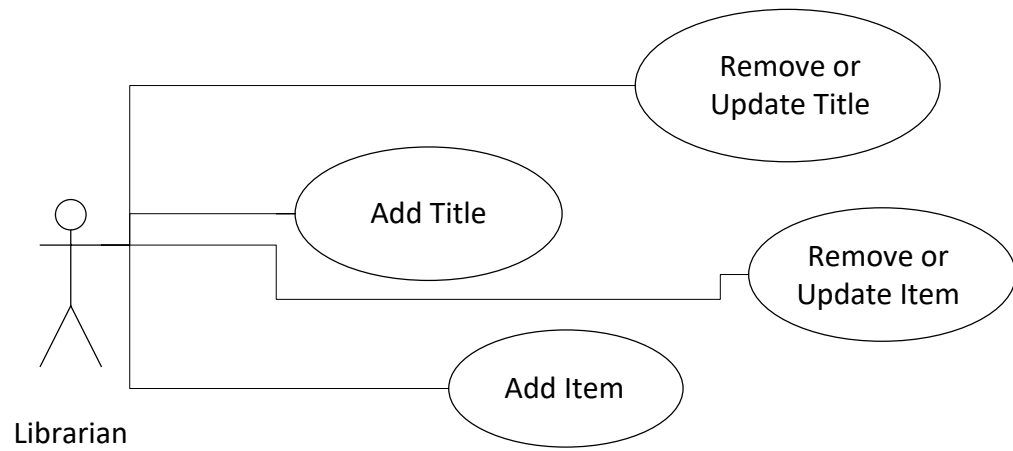 Remove or
Update Title
Add Title
Remove or
Update Item
Add Item
Librarian